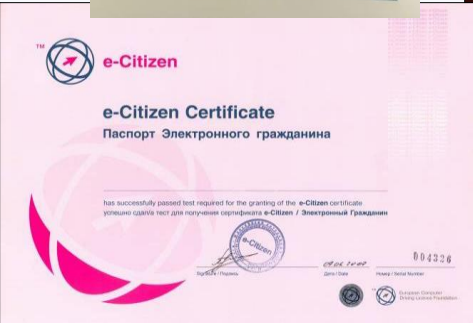 TM
e-Citizen
e-Citizen Certificate
Паспорт Электронного гражданина
has successfully passed test required for the granting of the e-Citizen certificate
успешно сдал/а тест для получения сертификата e-Citizen / Электронный Гражданин
e-Citizen
Signature / Подпись
Дата / Date
Номер / Serial Number
004326
European Computer
Driving Licence Foundation